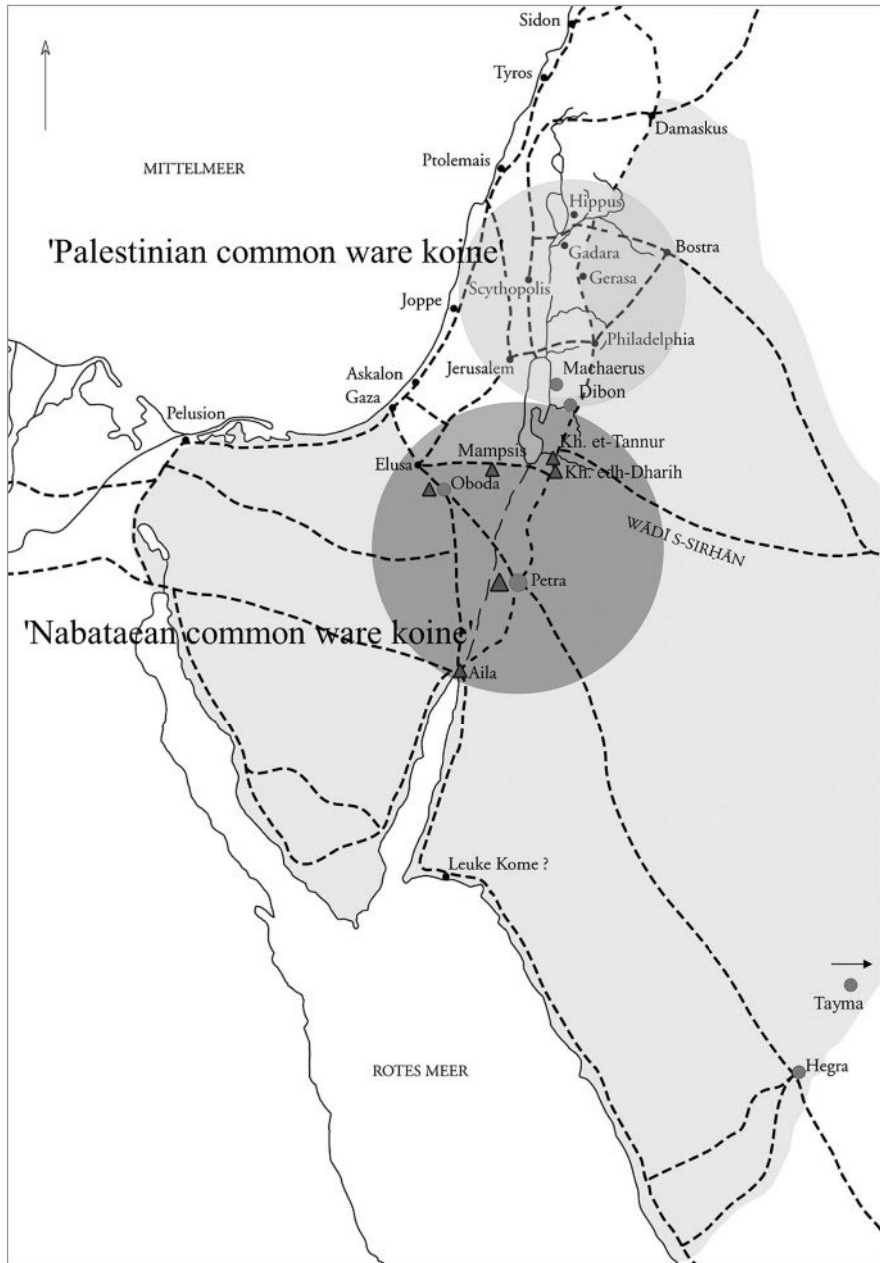 Sidon
Tyros
Damaskus
Ptolemais
MITTELMEER
Hippus
'Palestinian common ware koine'
Bostra
Gadara
Gerasa
Scythopolis
Joppe
Philadelphia
Jerusalem
Machaerus
Askalon
Dibon
Gaza
Pelusion
Kh. et-Tannur
Mampsis
Elusa
Kh. edh-Dharih
Oboda
WĀDĪ S-SIRḤĀN
Petra
'Nabataean common ware koine'
Aila
Leuke Kome ?
Tayma
Hegra
ROTES MEER